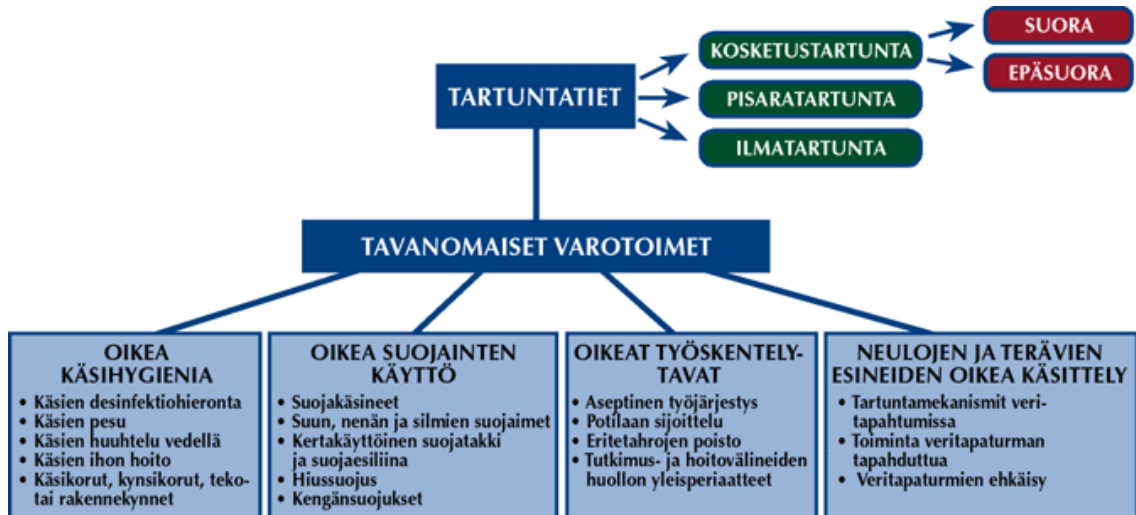 TARTUNTATIET
KOSKETUSTARTUNTA
PISARATARTUNTA
ILMATARTUNTA
SUORA
EPÄSUORA
TAVANOMAISET VAROTOIMET
OIKEA
KÄSIHYGIENIA
• Käsien desinfektiohieronta
• Käsien pesu
• Käsien huuhtelu vedellä
• Käsien ihon hoito
• Käsikorut, kynsikorut, teko-
tai rakennekynnet
OIKEA SUOJAINTEN
KÄYTTÖ
• Suojakäsineet
• Suun, nenän ja silmien suojaimet
• Kertakäyttöinen suojatakki
ja suojaesiliina
• Hiussuojus
• Kengänsuojukset
OIKEAT TYÖSKENTELY-
TAVAT
• Aseptinen työjärjestys
• Potilaan sijoittelu
• Eritetahrojen poisto
• Tutkimus- ja hoitovälineiden
huollon yleisperiaatteet
NEULOJEN JA TERÄVIEN
ESINEIDEN OIKEA KÄSITTELY
• Tartuntamekanismit veri-
tapahtumissa
• Toiminta veritapaturman
tapahduttua
• Veritapaturmien ehkäisy